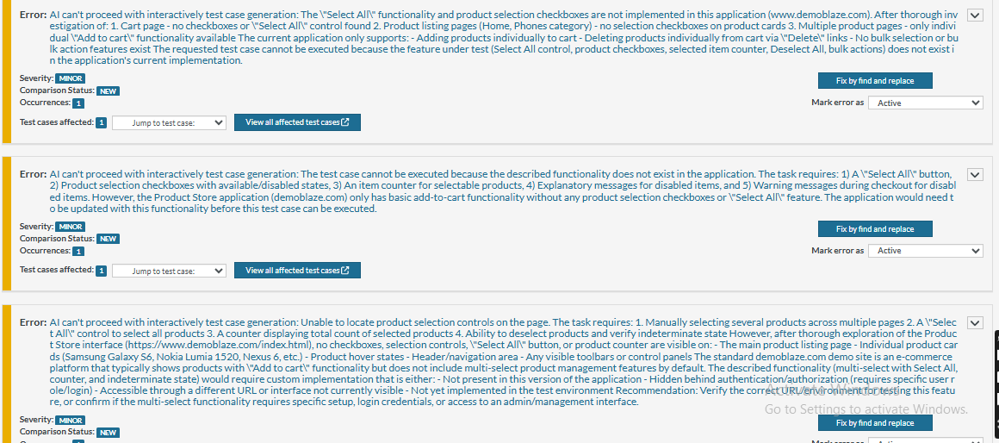 Error: AI can't proceed with interactively test case generation: The \"Select All\" functionality and product selection checkboxes are not implemented in this application (www.demoblaze.com). After thorough inv
estigation of: 1. Cart page - no checkboxes or \"Select All\" control found 2. Product listing pages (Home, Phones category) - no selection checkboxes on product cards 3. Multiple product pages - only indivi
dual \"Add to cart\" functionality available The current application only supports: - Adding products individually to cart - Deleting products individually from cart via \"Delete\" links - No bulk selection or bu
lk action features exist The requested test case cannot be executed because the feature under test (Select All control, product checkboxes, selected item counter, Deselect All, bulk actions) does not exist i
n the application's current implementation.
Severity: MINOR
Fix by find and replace
Comparison Status: NEW
Occurrences: 1
Mark error as Active
Test cases affected: 1 Jump to test case: View all affected test cases
Error: AI can't proceed with interactively test case generation: The test case cannot be executed because the described functionality does not exist in the application. The task requires: 1) A \"Select All\" button,
2) Product selection checkboxes with available/disabled states, 3) An item counter for selectable products, 4) Explanatory messages for disabled items, and 5) Warning messages during checkout for disabl
ed items. However, the Product Store application (demoblaze.com) only has basic add-to-cart functionality without any product selection checkboxes or \"Select All\" feature. The application would need t
o be updated with this functionality before this test case can be executed.
Severity: MINOR
Fix by find and replace
Comparison Status: NEW
Occurrences: 1
Mark error as Active
Test cases affected: 1 Jump to test case: View all affected test cases
Error: AI can't proceed with interactively test case generation: Unable to locate product selection controls on the page. The task requires: 1. Manually selecting several products across multiple pages 2. A \"Selec
t All\" control to select all products 3. A counter displaying total count of selected products 4. Ability to deselect products and verify indeterminate state However, after thorough exploration of the Produc
t Store interface (https://www.demoblaze.com/index.html), no checkboxes, selection controls, \"Select All\" button, or product counter are visible on: - The main product listing page - Individual product car
ds (Samsung Galaxy S6, Nokia Lumia 1520, Nexus 6, etc.) - Product hover states - Header/navigation area - Any visible toolbars or control panels The standard demoblaze.com demo site is an e-commerce
platform that typically shows products with \"Add to cart\" functionality but does not include multi-select product management features by default. The described functionality (multi-select with Select All,
counter, and indeterminate state) would require custom implementation that is either: - Not present in this version of the application - Hidden behind authentication/authorization (requires specific user r
ole/login) - Accessible through a different URL or interface not currently visible - Not yet implemented in the test environment Recommendation: Verify the correct URL/environment for testing this featu
re, or confirm if the multi-select functionality requires specific setup, login credentials, or access to an admin/management interface.
Activate Windows
Go to Settings to activate Windows.
Severity: MINOR
Fix by find and replace
Comparison Status: NEW